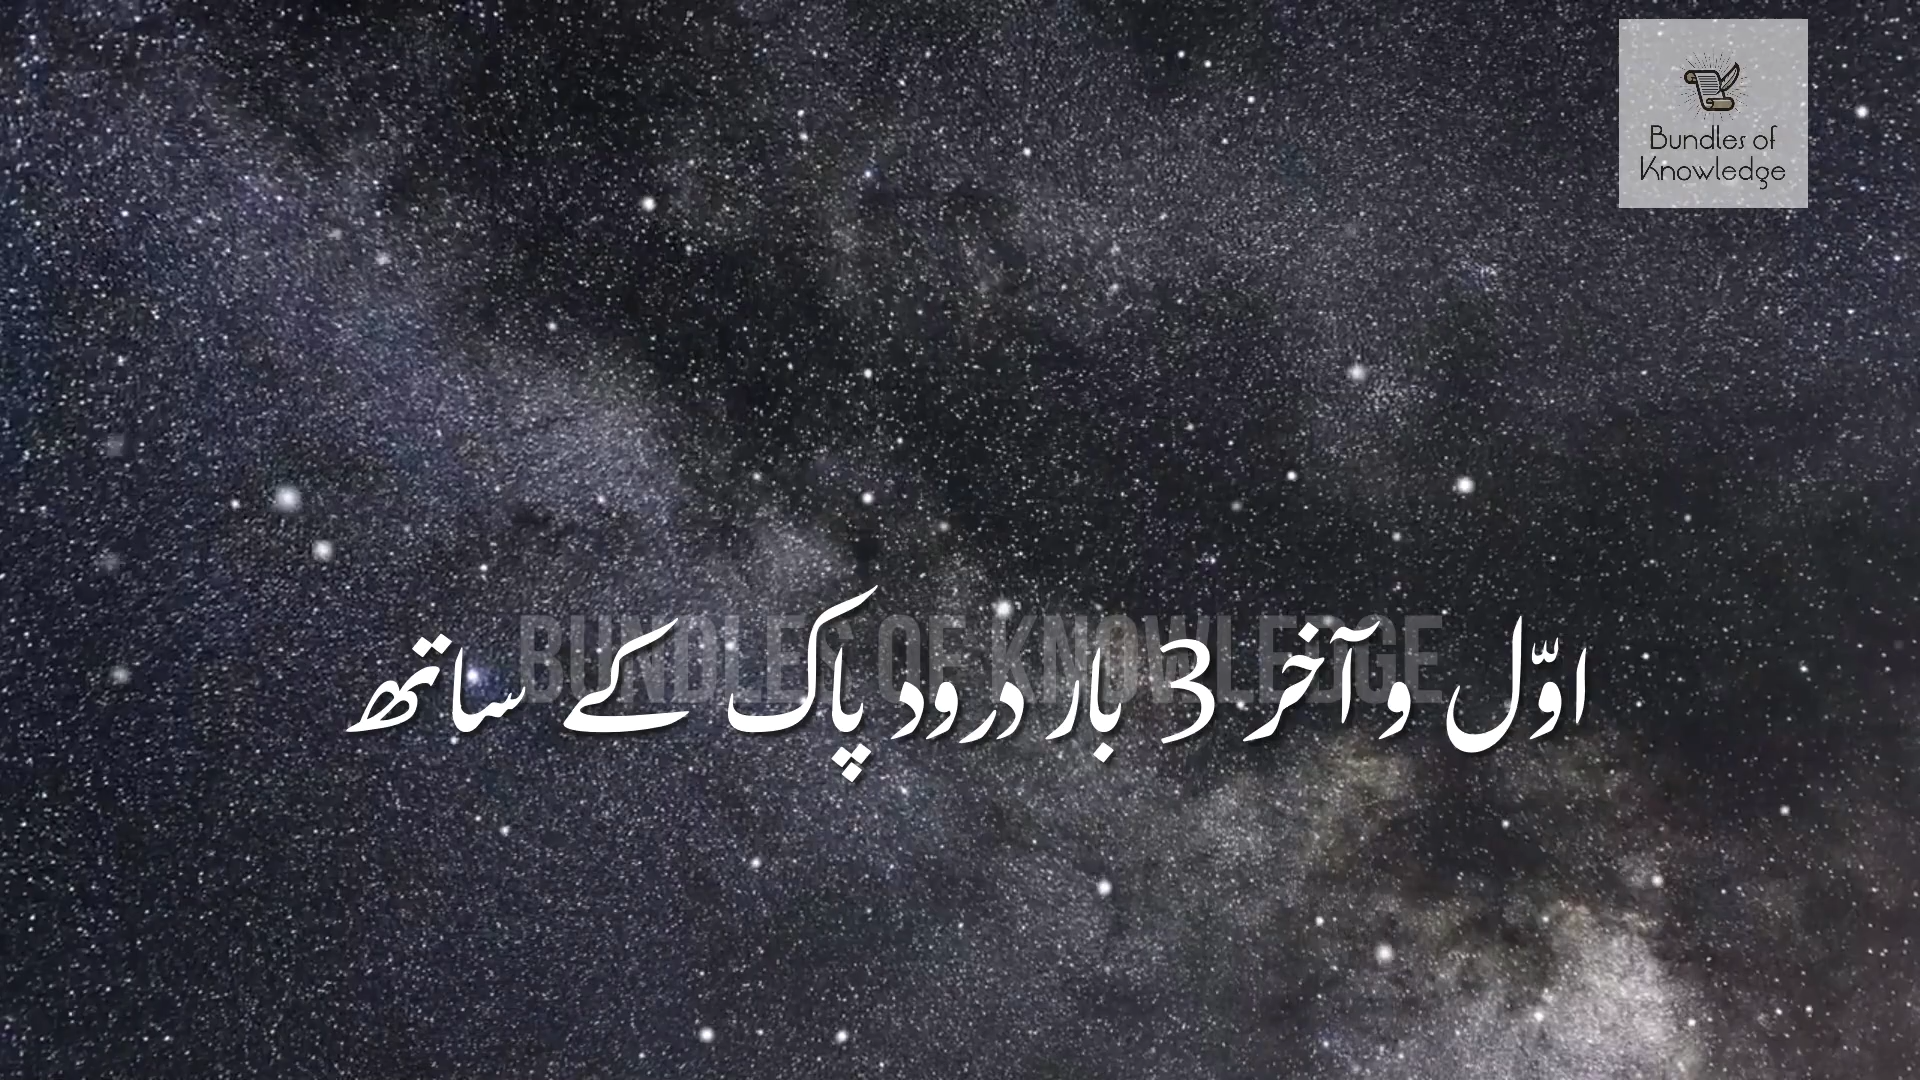 Bundles of
Knowledge
BUNDLES OF KNOWLEDGE
اوّل و آخر 3 بار درود پاک کے ساتھ